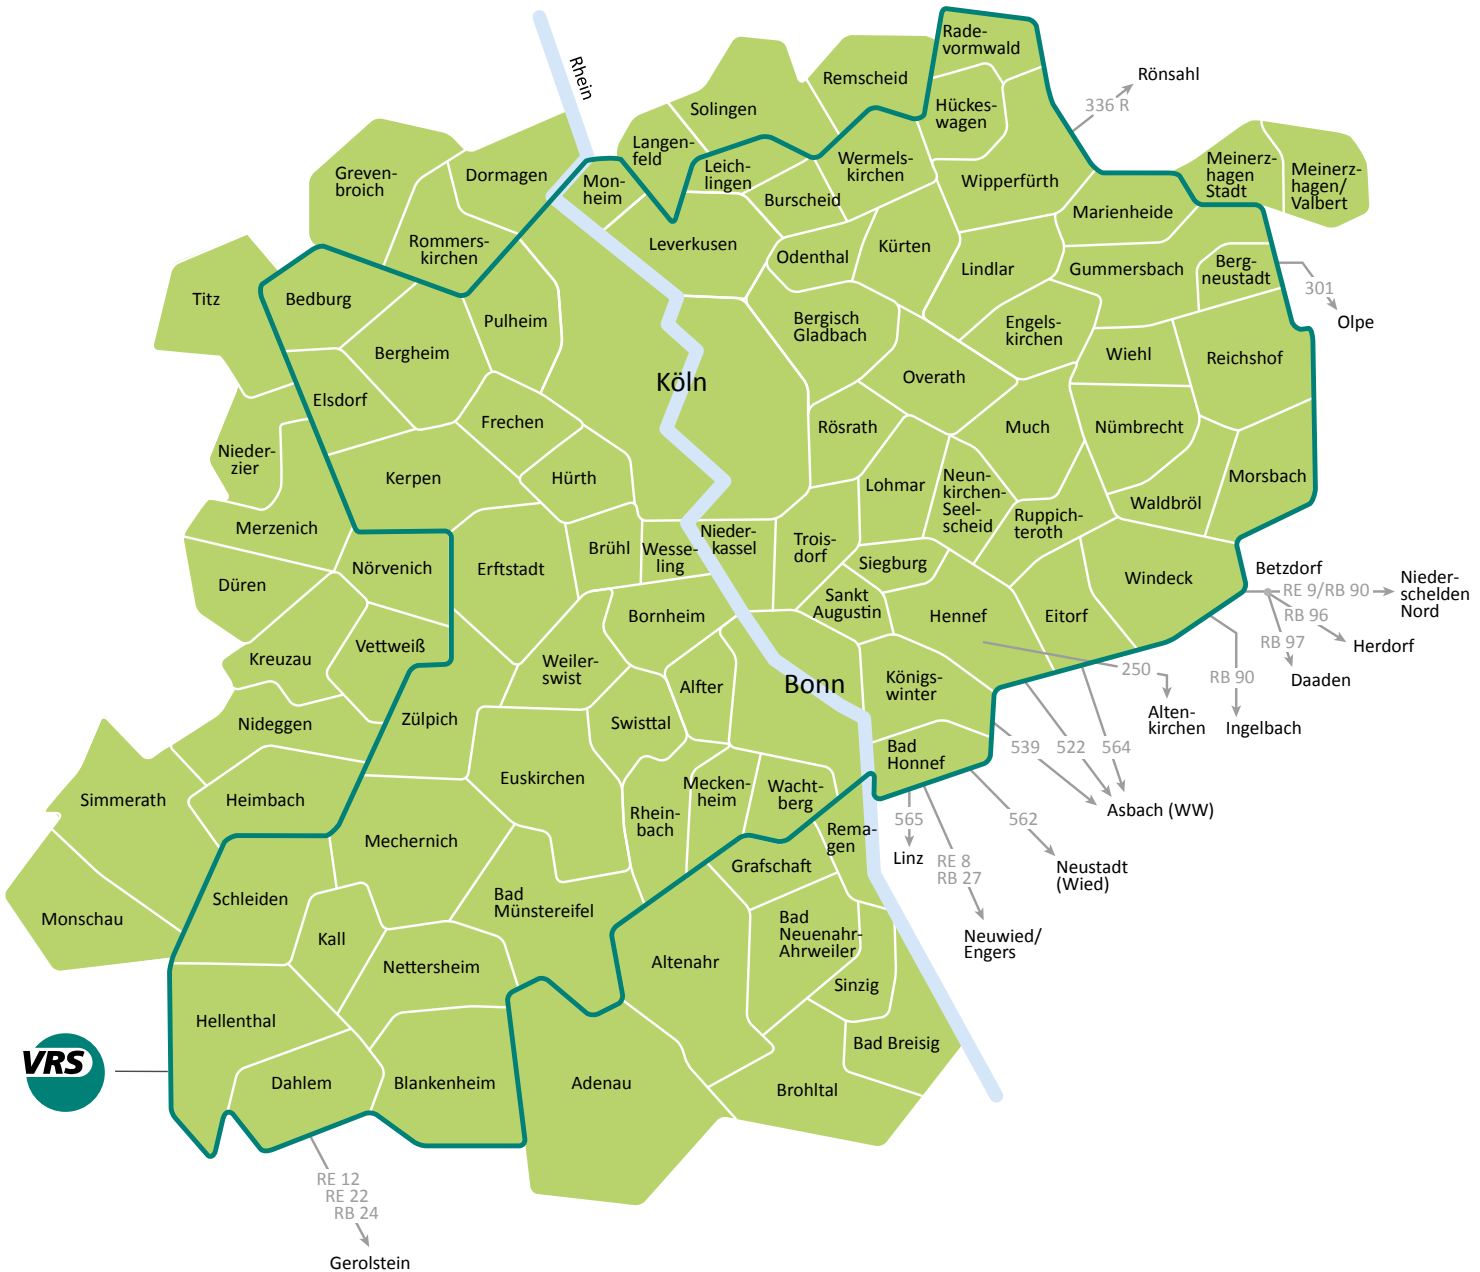 Rade-
vormwald
Rhein
Remscheid
Rönsahl
336 R
Solingen
Hückes-
wagen
Langen-
feld
Leich-
lingen
Wermels-
kirchen
Meinerz-
hagen
Stadt
Meinerz-
hagen/
Valbert
Greven-
broich
Dormagen
Mon-
heim
Burscheid
Wipperfürth
Marienheide
Rommers-
kirchen
Leverkusen
Odenthal
Kürten
Lindlar
Gummersbach
Berg-
neustadt
301
Olpe
Titz
Bedburg
Pulheim
Bergheim
Bergisch
Gladbach
Engels-
kirchen
Wiehl
Reichshof
Köln
Overath
Elsdorf
Frechen
Rösrath
Much
Nümbrecht
Nieder-
zier
Kerpen
Hürth
Lohmar
Neun-
kirchen-
Seel-
scheid
Morsbach
Waldbröl
Ruppich-
teroth
Merzenich
Brühl
Wesse-
ling
Nieder-
kassel
Trois-
dorf
Siegburg
Düren
Nörvenich
Erftstadt
Windeck
Betzdorf
RE 9/RB 90
Nieder-
schelden
Nord
RB 96
Herdorf
RB 97
Daaden
RB 90
Ingelbach
Bornheim
Sankt
Augustin
Hennef
Eitorf
Kreuzau
Vettweiß
Weiler-
swist
Alfter
Bonn
Königs-
winter
250
Alten-
kirchen
Nideggen
Zülpich
Swisttal
539
522
564
Asbach (WW)
Bad
Honnef
Simmerath
Heimbach
Euskirchen
Rhein-
bach
Mecken-
heim
Wacht-
berg
Rema-
gen
565
Linz
562
Neustadt
(Wied)
RE 8
RB 27
Neuwied/
Engers
Mechernich
Grafschaft
Monschau
Schleiden
Bad
Münstereifel
Kall
Nettersheim
Altenahr
Bad
Neuenahr-
Ahrweiler
Sinzig
Hellenthal
Bad Breisig
VRS
Dahlem
Blankenheim
Adenau
Brohltal
RE 12
RE 22
RB 24
Gerolstein